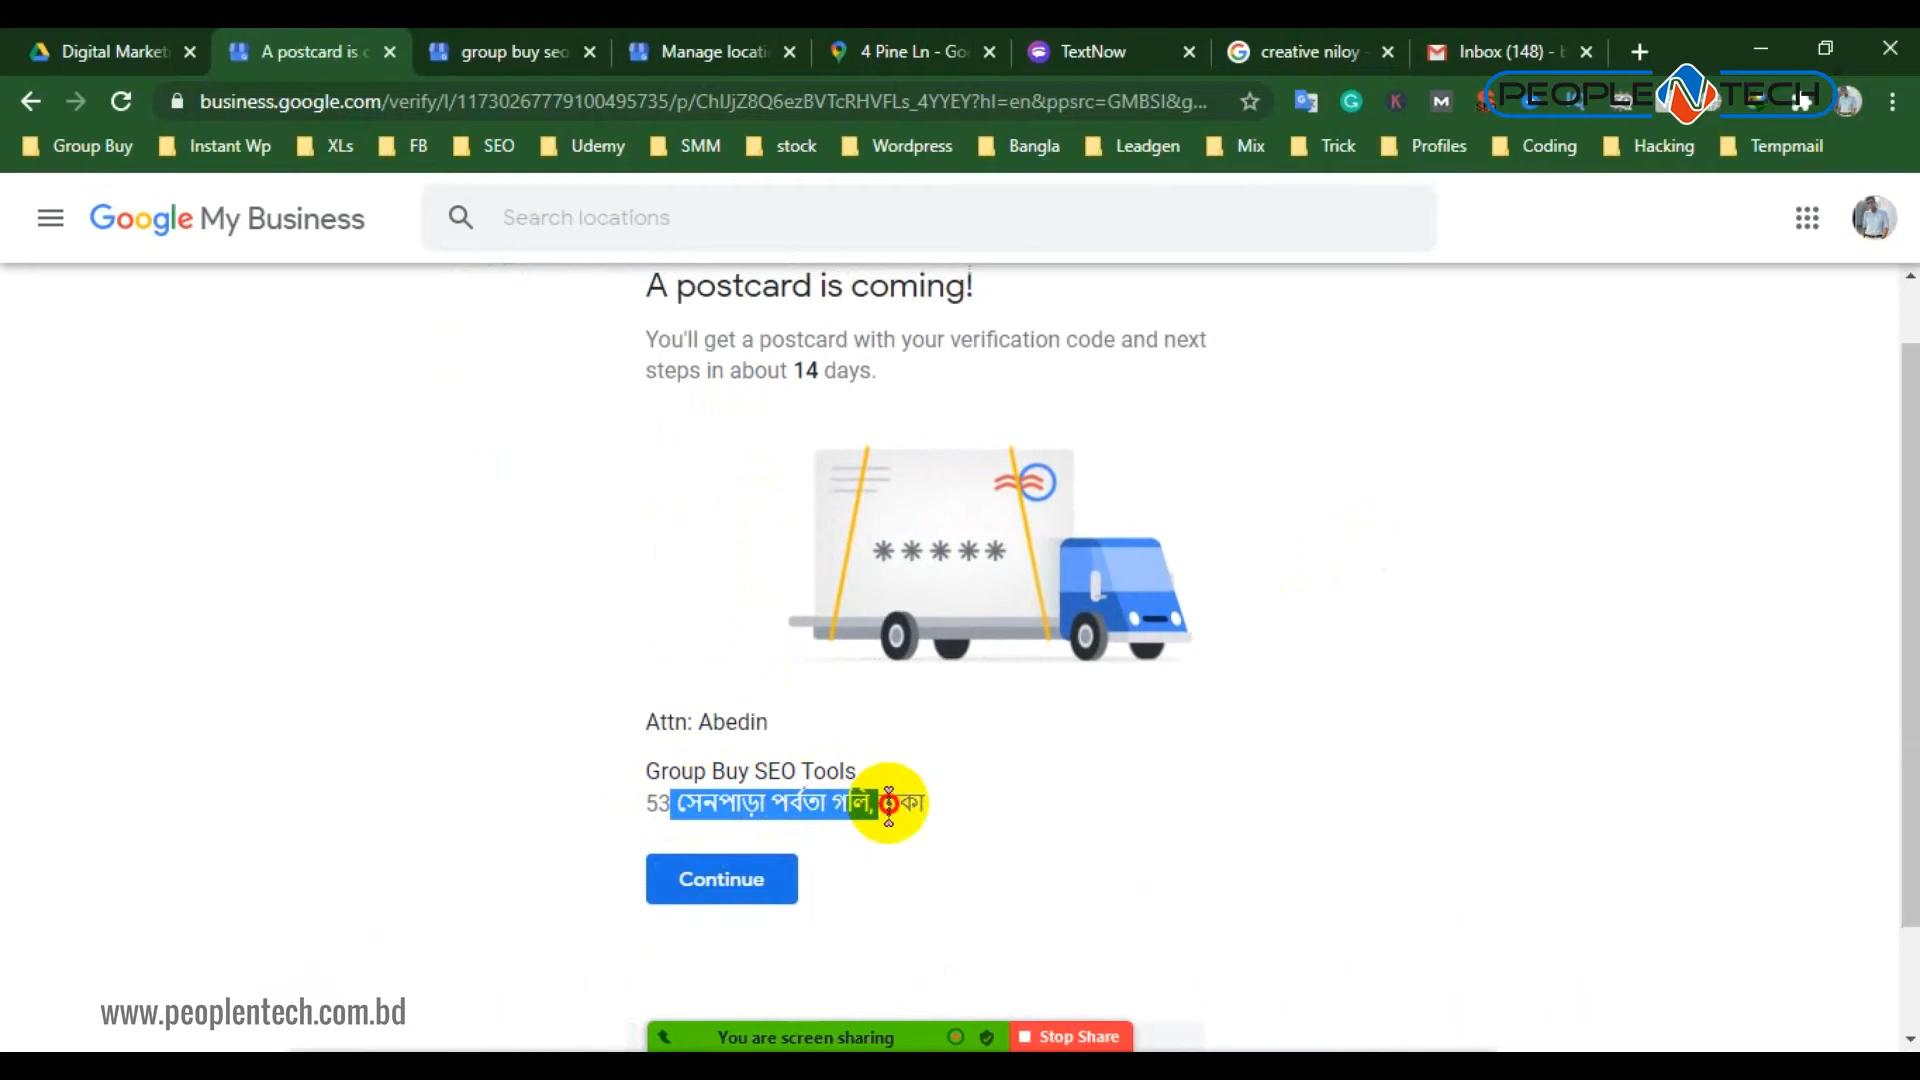 Digital Market
A postcard is c
group buy seo
Manage locati
4 Pine Ln - Go
TextNow
creative niloy
Inbox (148) -
business.google.com/verify/l/11730267779100495735/p/ChIJjZ8Q6ezBVTcRHVFLs_4YYEY?hl=en&ppsrc=GMBSI&g...
PEOPLE N TECH
Group Buy
Instant Wp
XLs
FB
SEO
Udemy
SMM
stock
Wordpress
Bangla
Leadgen
Mix
Trick
Profiles
Coding
Hacking
Tempmail
Google My Business
Search locations
A postcard is coming!
You'll get a postcard with your verification code and next
steps in about 14 days.
*****
Attn: Abedin
Group Buy SEO Tools
53 সেনপাড়া পর্বতা গলি,
Continue
www.peoplentech.com.bd
You are screen sharing
Stop Share